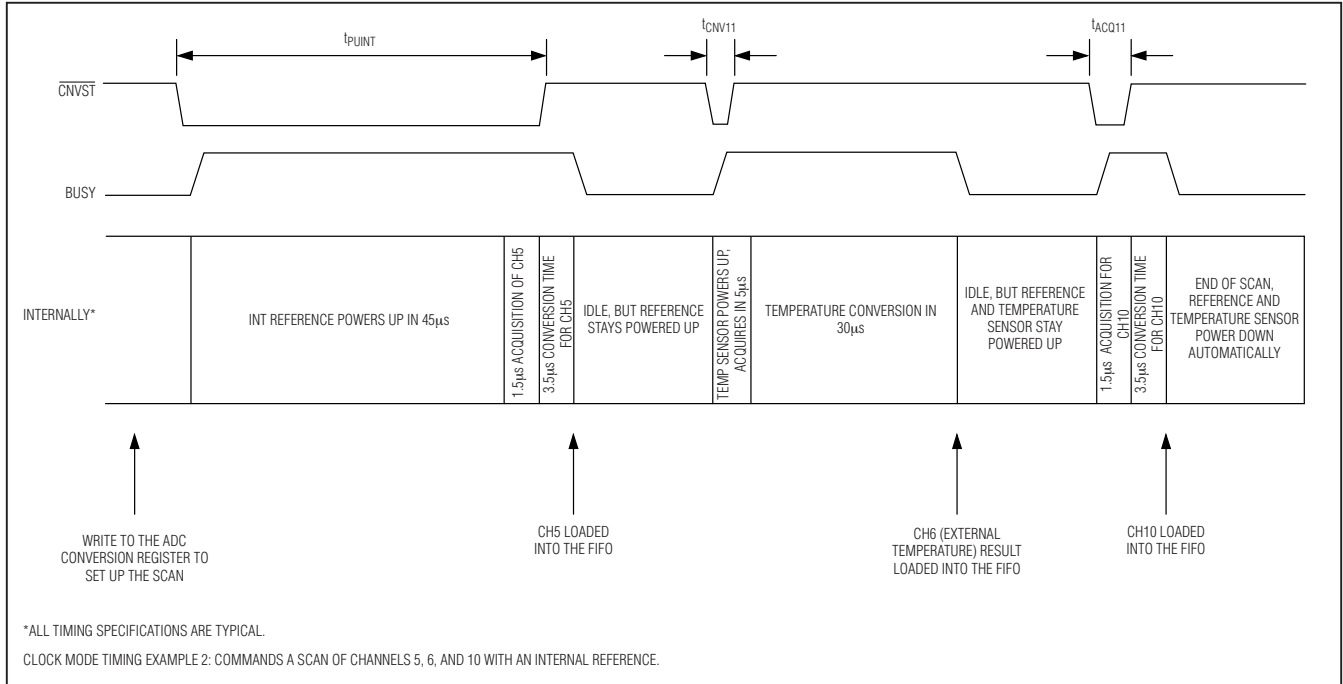 tPUINT
tCNV11
tACQ11
CNVST
BUSY
INTERNALLY*
INT REFERENCE POWERS UP IN 45µs
1.5µs ACQUISITION OF CH5
3.5µs CONVERSION TIME
FOR CH5
IDLE, BUT REFERENCE
STAYS POWERED UP
TEMP SENSOR POWERS UP,
ACQUIRES IN 5µs
TEMPERATURE CONVERSION IN
30µs
IDLE, BUT REFERENCE
AND TEMPERATURE
SENSOR STAY
POWERED UP
1.5µs ACQUISITION FOR
CH10
3.5µs CONVERSION TIME
FOR CH10
END OF SCAN,
REFERENCE AND
TEMPERATURE SENSOR
POWER DOWN
AUTOMATICALLY
WRITE TO THE ADC
CONVERSION REGISTER TO
SET UP THE SCAN
CH5 LOADED
INTO THE FIFO
CH6 (EXTERNAL
TEMPERATURE) RESULT
LOADED INTO THE FIFO
CH10 LOADED
INTO THE FIFO
*ALL TIMING SPECIFICATIONS ARE TYPICAL.
CLOCK MODE TIMING EXAMPLE 2: COMMANDS A SCAN OF CHANNELS 5, 6, AND 10 WITH AN INTERNAL REFERENCE.